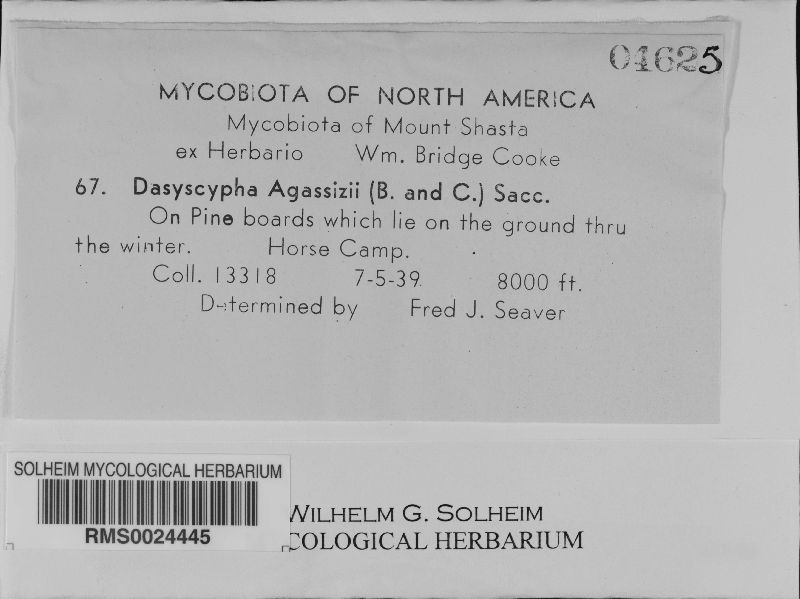 04625
MYCOBIOTA OF NORTH AMERICA
Mycobiota of Mount Shasta
ex Herbario Wm. Bridge Cooke
67. Dasyscypha Agassizii (B. and C.) Sacc.
On Pine boards which lie on the ground thru
the winter. Horse Camp.
Coll. 13318 7-5-39. 8000 ft.
Determined by Fred J. Seaver
SOLHEIM MYCOLOGICAL HERBARIUM
RMS0024445
WILHELM G. SOLHEIM
COLOGICAL HERBARIUM